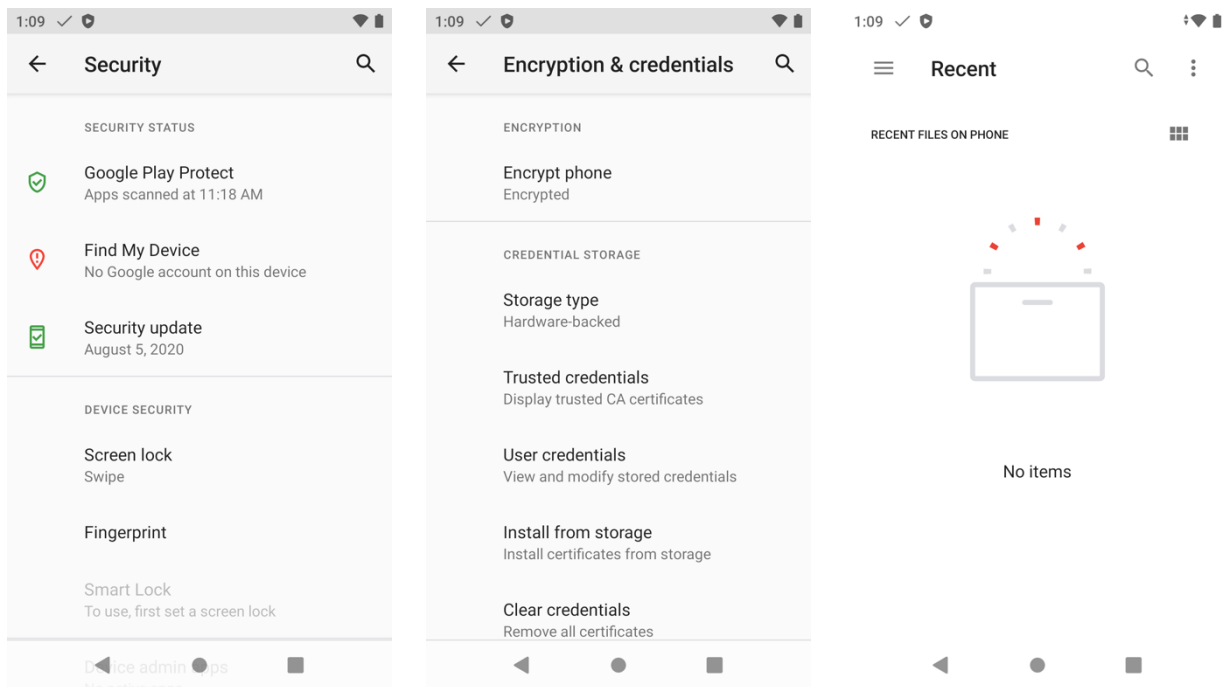 1:09
Security
SECURITY STATUS
Google Play Protect
Apps scanned at 11:18 AM
Find My Device
No Google account on this device
Security update
August 5, 2020
DEVICE SECURITY
Screen lock
Swipe
Fingerprint
Smart Lock
To use, first set a screen lock
Device admin apps
1:09
Encryption & credentials
ENCRYPTION
Encrypt phone
Encrypted
CREDENTIAL STORAGE
Storage type
Hardware-backed
Trusted credentials
Display trusted CA certificates
User credentials
View and modify stored credentials
Install from storage
Install certificates from storage
Clear credentials
Remove all certificates
1:09
Recent
RECENT FILES ON PHONE
No items